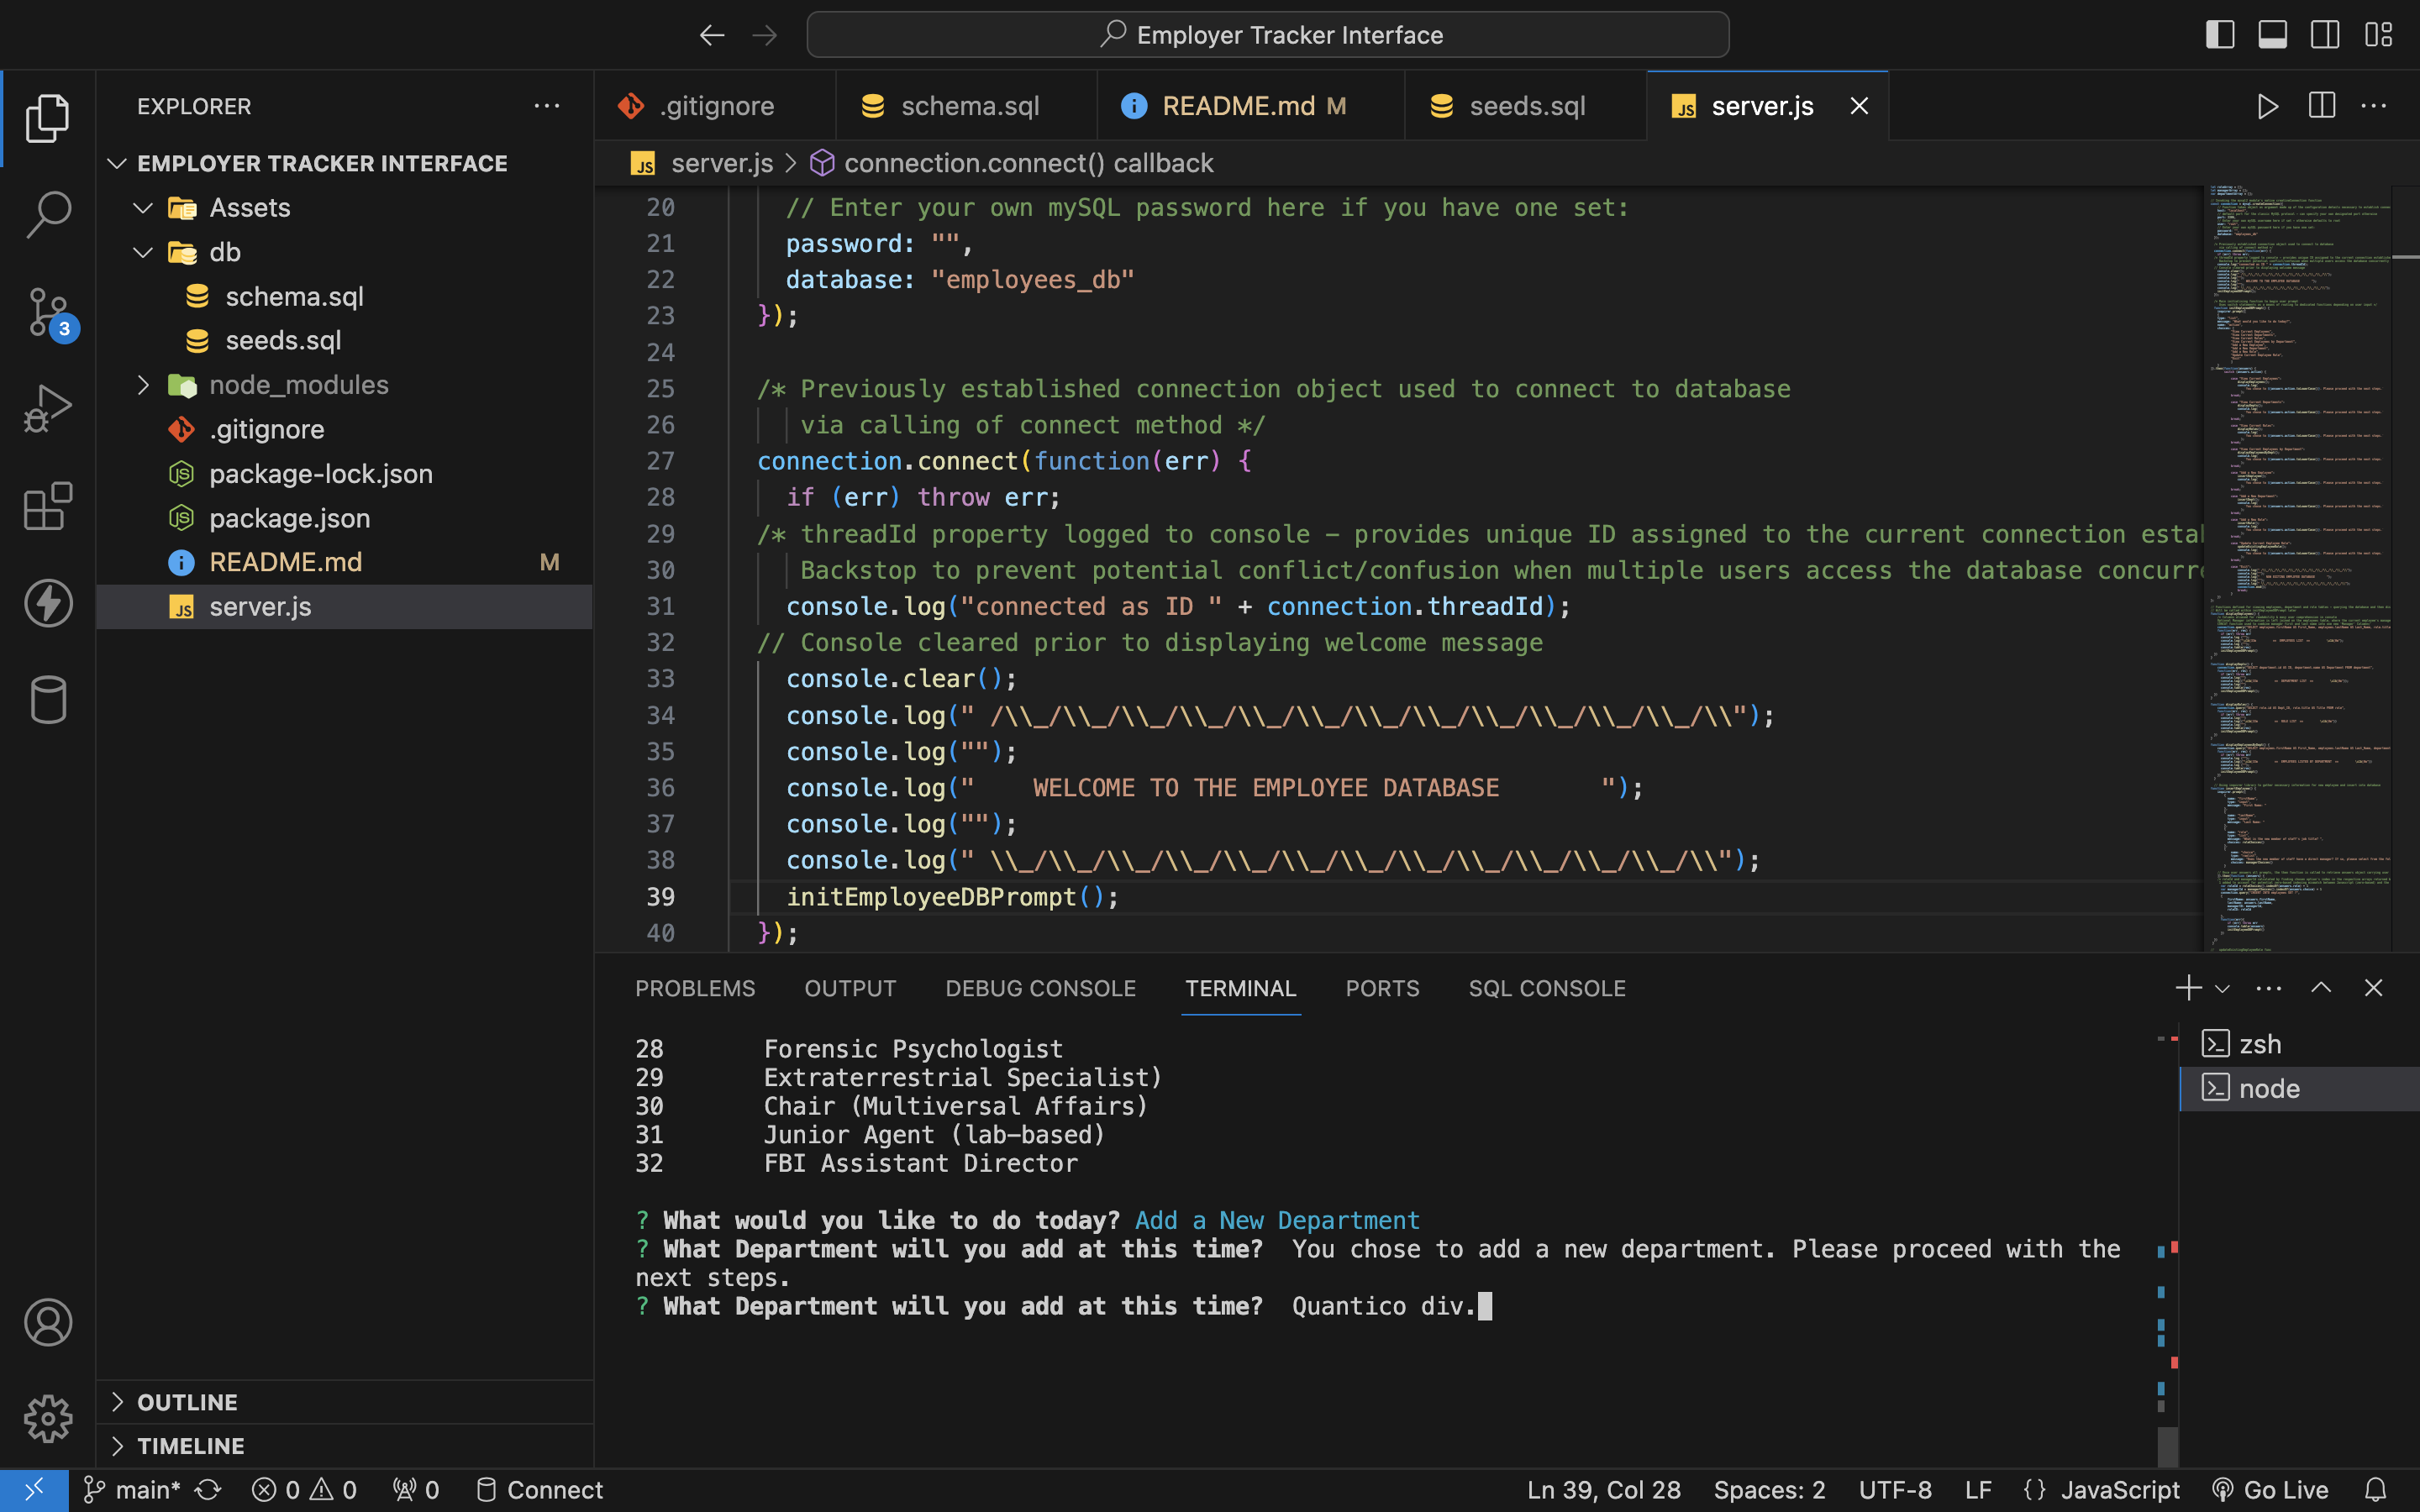 Employer Tracker Interface
EXPLORER
EMPLOYER TRACKER INTERFACE
Assets
db
schema.sql
seeds.sql
node_modules
.gitignore
package-lock.json
package.json
README.md M
server.js
OUTLINE
TIMELINE
3
.gitignore
schema.sql
README.md M
seeds.sql
server.js
server.js > connection.connect() callback
20 // Enter your own mySQL password here if you have one set:
21 password: "",
22 database: "employees_db"
23 });
24
25 /* Previously established connection object used to connect to database
26 via calling of connect method */
27 connection.connect(function(err) {
28 if (err) throw err;
29 /* threadId property logged to console – provides unique ID assigned to the current connection estab
30 Backstop to prevent potential conflict/confusion when multiple users access the database concurre
31 console.log("connected as ID " + connection.threadId);
32 // Console cleared prior to displaying welcome message
33 console.clear();
34 console.log(" /\\_/\\_/\\_/\\_/\\_/\\_/\\_/\\_/\\_/\\_/\\_/\\_/\\");
35 console.log("");
36 console.log("    WELCOME TO THE EMPLOYEE DATABASE       ");
37 console.log("");
38 console.log(" \\_/\\_/\\_/\\_/\\_/\\_/\\_/\\_/\\_/\\_/\\_/\\_/\\");
39 initEmployeeDBPrompt();
40 });
PROBLEMS OUTPUT DEBUG CONSOLE TERMINAL PORTS SQL CONSOLE
28 Forensic Psychologist
29 Extraterrestrial Specialist)
30 Chair (Multiversal Affairs)
31 Junior Agent (lab-based)
32 FBI Assistant Director
? What would you like to do today? Add a New Department
? What Department will you add at this time?  You chose to add a new department. Please proceed with the
next steps.
? What Department will you add at this time?  Quantico div.
zsh
node
main* 0 0 0 Connect Ln 39, Col 28 Spaces: 2 UTF-8 LF {} JavaScript Go Live